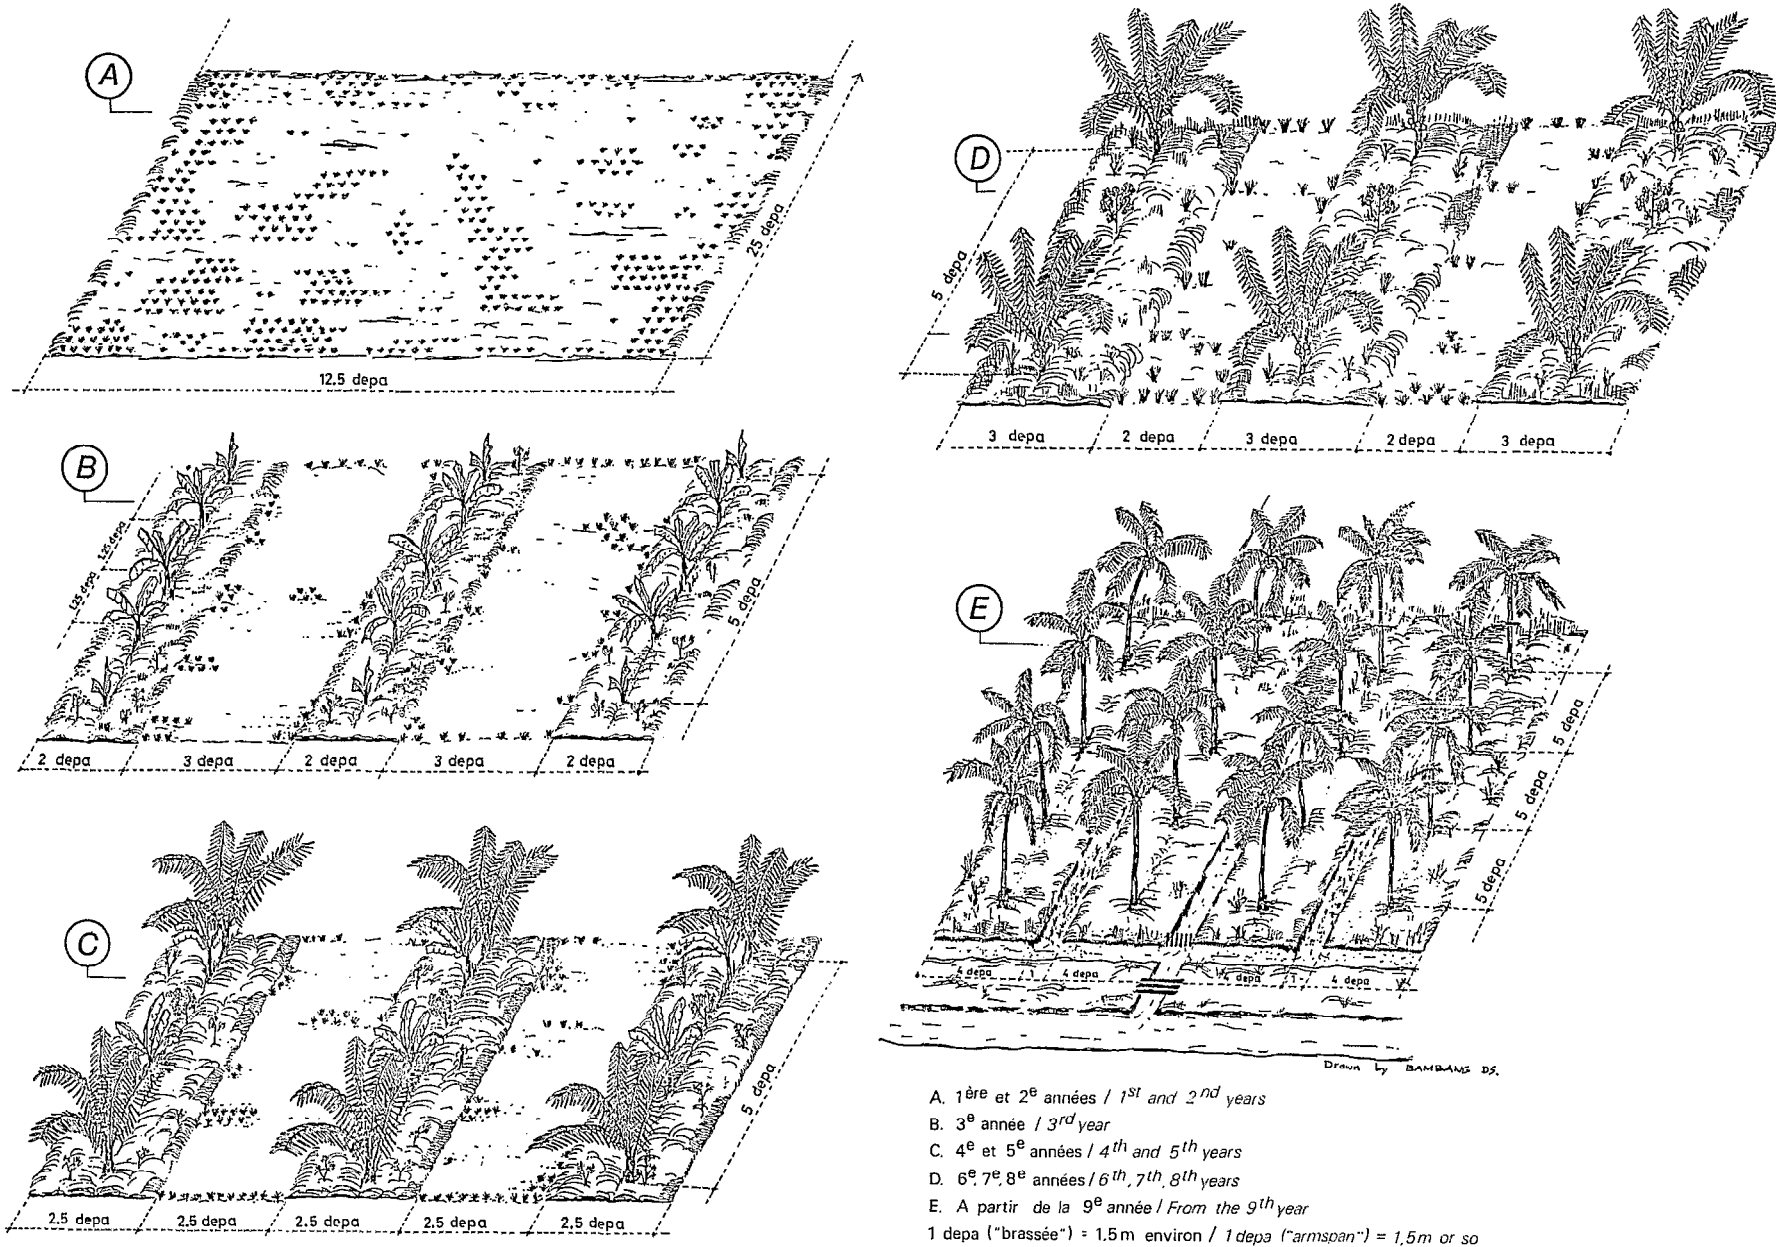 A
25 depa
12.5 depa
B
1.25 depa
1.25 depa
5 depa
2 depa 3 depa 2 depa 3 depa 2 depa
C
5 depa
2.5 depa 2.5 depa 2.5 depa 2.5 depa 2.5 depa
D
5 depa
3 depa 2 depa 3 depa 2 depa 3 depa
E
5 depa
5 depa
5 depa
4 depa 1 4 depa 4 depa 1 4 depa
Drawn by BAMBANG DS.
A. 1ère et 2e années / 1st and 2nd years
B. 3e année / 3rd year
C. 4e et 5e années / 4th and 5th years
D. 6e, 7e, 8e années / 6th, 7th, 8th years
E. A partir de la 9e année / From the 9th year
1 depa ("brassée") = 1,5m environ / 1 depa ("armspan") = 1,5m or so